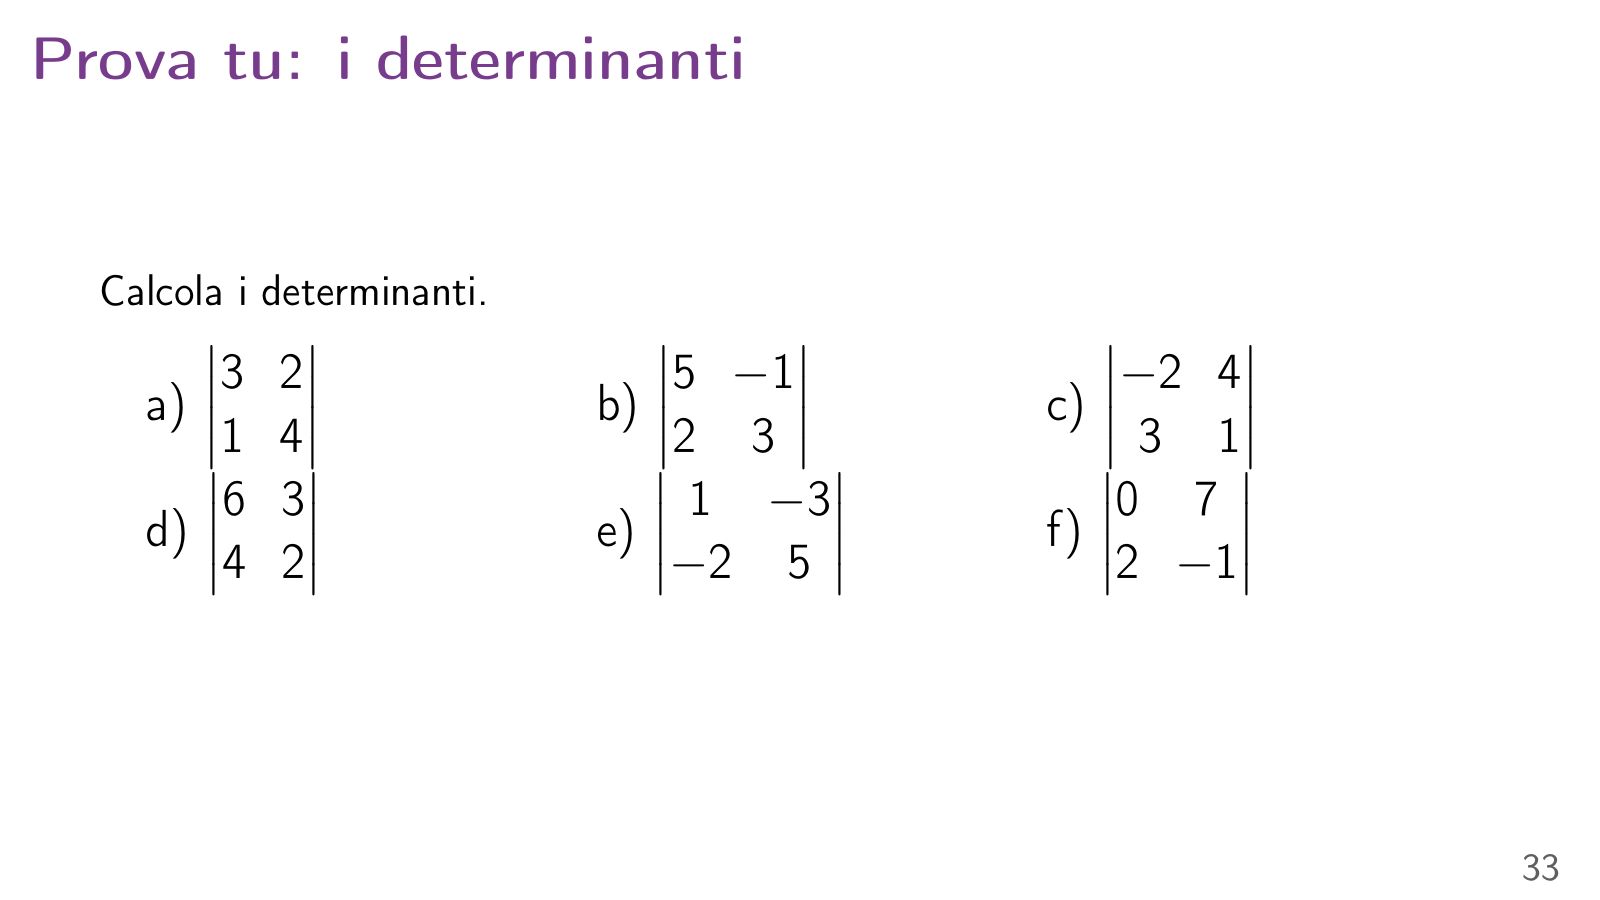 Prova tu: i determinanti
Calcola i determinanti.
a) |3 2| b) |5 −1| c) |−2 4|
|1 4| |2 3| |3 1|
d) |6 3| e) |1 −3| f) |0 7|
|4 2| |−2 5| |2 −1|
33